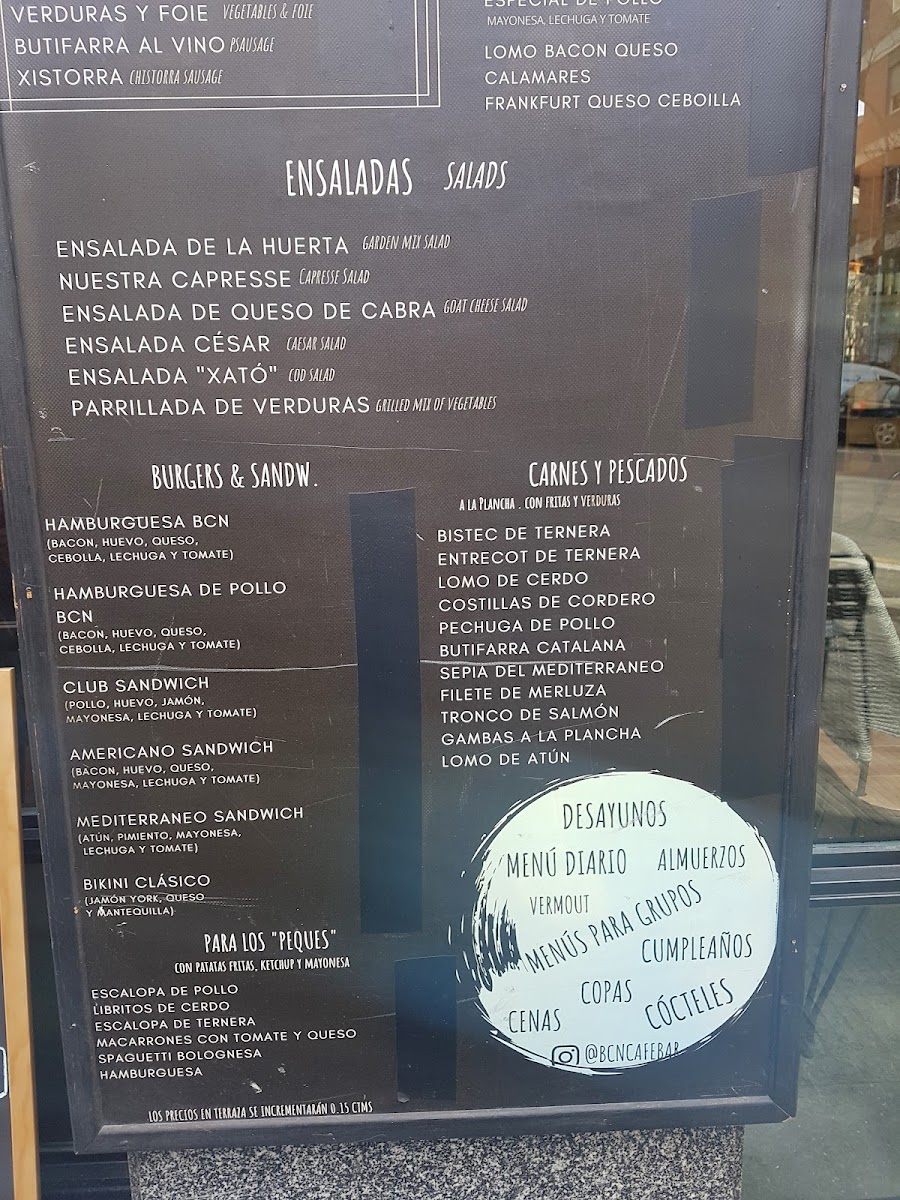 VERDURAS Y FOIE VEGETABLES & FOIE
BUTIFARRA AL VINO PSAUSAGE
XISTORRA CHISTORRA SAUSAGE
ESPECIAL DE POLLO
MAYONESA, LECHUGA Y TOMATE
LOMO BACON QUESO
CALAMARES
FRANKFURT QUESO CEBOILLA
ENSALADAS SALADS
ENSALADA DE LA HUERTA GARDEN MIX SALAD
NUESTRA CAPRESSE CAPRESSE SALAD
ENSALADA DE QUESO DE CABRA GOAT CHEESE SALAD
ENSALADA CÉSAR CAESAR SALAD
ENSALADA "XATÓ" COD SALAD
PARRILLADA DE VERDURAS GRILLED MIX OF VEGETABLES
BURGERS & SANDW.
HAMBURGUESA BCN
(BACON, HUEVO, QUESO,
CEBOLLA, LECHUGA Y TOMATE)
HAMBURGUESA DE POLLO
BCN
(BACON, HUEVO, QUESO,
CEBOLLA, LECHUGA Y TOMATE)
CLUB SANDWICH
(POLLO, HUEVO, JAMÓN,
MAYONESA, LECHUGA Y TOMATE)
AMERICANO SANDWICH
(BACON, HUEVO, QUESO,
MAYONESA, LECHUGA Y TOMATE)
MEDITERRANEO SANDWICH
(ATÚN, PIMIENTO, MAYONESA,
LECHUGA Y TOMATE)
BIKINI CLÁSICO
(JAMÓN YORK, QUESO
Y MANTEQUILLA)
PARA LOS "PEQUES"
CON PATATAS FRITAS, KETCHUP Y MAYONESA
ESCALOPA DE POLLO
LIBRITOS DE CERDO
ESCALOPA DE TERNERA
MACARRONES CON TOMATE Y QUESO
SPAGUETTI BOLOGNESA
HAMBURGUESA
LOS PRECIOS EN TERRAZA SE INCREMENTARÁN 0.15 CTMS
CARNES Y PESCADOS
A LA PLANCHA . CON FRITAS Y VERDURAS
BISTEC DE TERNERA
ENTRECOT DE TERNERA
LOMO DE CERDO
COSTILLAS DE CORDERO
PECHUGA DE POLLO
BUTIFARRA CATALANA
SEPIA DEL MEDITERRANEO
FILETE DE MERLUZA
TRONCO DE SALMÓN
GAMBAS A LA PLANCHA
LOMO DE ATÚN
DESAYUNOS
MENÚ DIARIO ALMUERZOS
VERMOUT
MENÚS PARA GRUPOS
CUMPLEAÑOS
COPAS
CENAS CÓCTELES
@BCNCAFEBAR